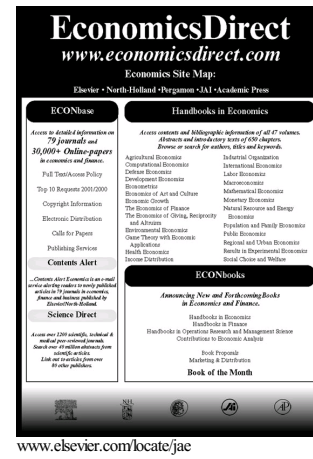 EconomicsDirect
www.economicsdirect.com
Economics Site Map:
Elsevier • North-Holland •Pergamon •JAI •Academic Press
ECONbase
Access to detailed information on
79 journals and
30,000+ Online-papers
in economics and finance.
Full Text/Access Policy
Top 10 Requests 2001/2000
Copyright Information
Electronic Distribution
Calls for Papers
Publishing Services
Contents Alert
...Contents Alert Economics is an e-mail
service alerting readers to newly published
articles in 79 journals in economics,
finance and business published by
Elsevier/North-Holland.
Science Direct
Access over 1200 scientific, technical &
medical peer-reviewed journals.
Search over 40 million abstracts from
scientific articles.
Link out to articles from over
80 other publishers.
Handbooks in Economics
Access contents and bibliographic information of all 47 volumes.
Abstracts and introductory texts of 650 chapters.
Browse or search for authors, titles and keywords.
Agricultural Economics
Computational Economics
Defense Economics
Development Economics
Econometrics
Economics of Art and Culture
Economic Growth
The Economics of Finance
The Economics of Giving, Reciprocity
and Altruism
Environmental Economics
Game Theory with Economic
Applications
Health Economics
Income Distribution
Industrial Organization
International Economics
Labor Economics
Macroeconomics
Mathematical Economics
Monetary Economics
Natural Resource and Energy
Economics
Population and Family Economics
Public Economics
Regional and Urban Economics
Results in Experimental Economics
Social Choice and Welfare
ECONbooks
Announcing New and Forthcoming Books
in Economics and Finance
Handbooks in Economics
Handbooks in Finance
Handbooks in Operations Research and Management Science
Contributions to Economic Analysis
Book Proposals
Marketing & Distribution
Book of the Month
www.elsevier.com/locate/jae